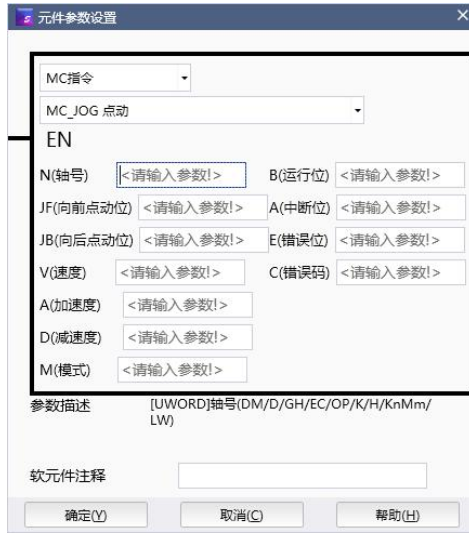 元件参数设置
MC指令
MC_JOG 点动
EN
N(轴号) <请输入参数!> B(运行位) <请输入参数!>
JF(向前点动位) <请输入参数!> A(中断位) <请输入参数!>
JB(向后点动位) <请输入参数!> E(错误位) <请输入参数!>
V(速度) <请输入参数!> C(错误码) <请输入参数!>
A(加速度) <请输入参数!>
D(减速度) <请输入参数!>
M(模式) <请输入参数!>
参数描述 [UWORD]轴号(DM/D/GH/EC/OP/K/H/KnMm/
LW)
软元件注释
确定(Y) 取消(C) 帮助(H)